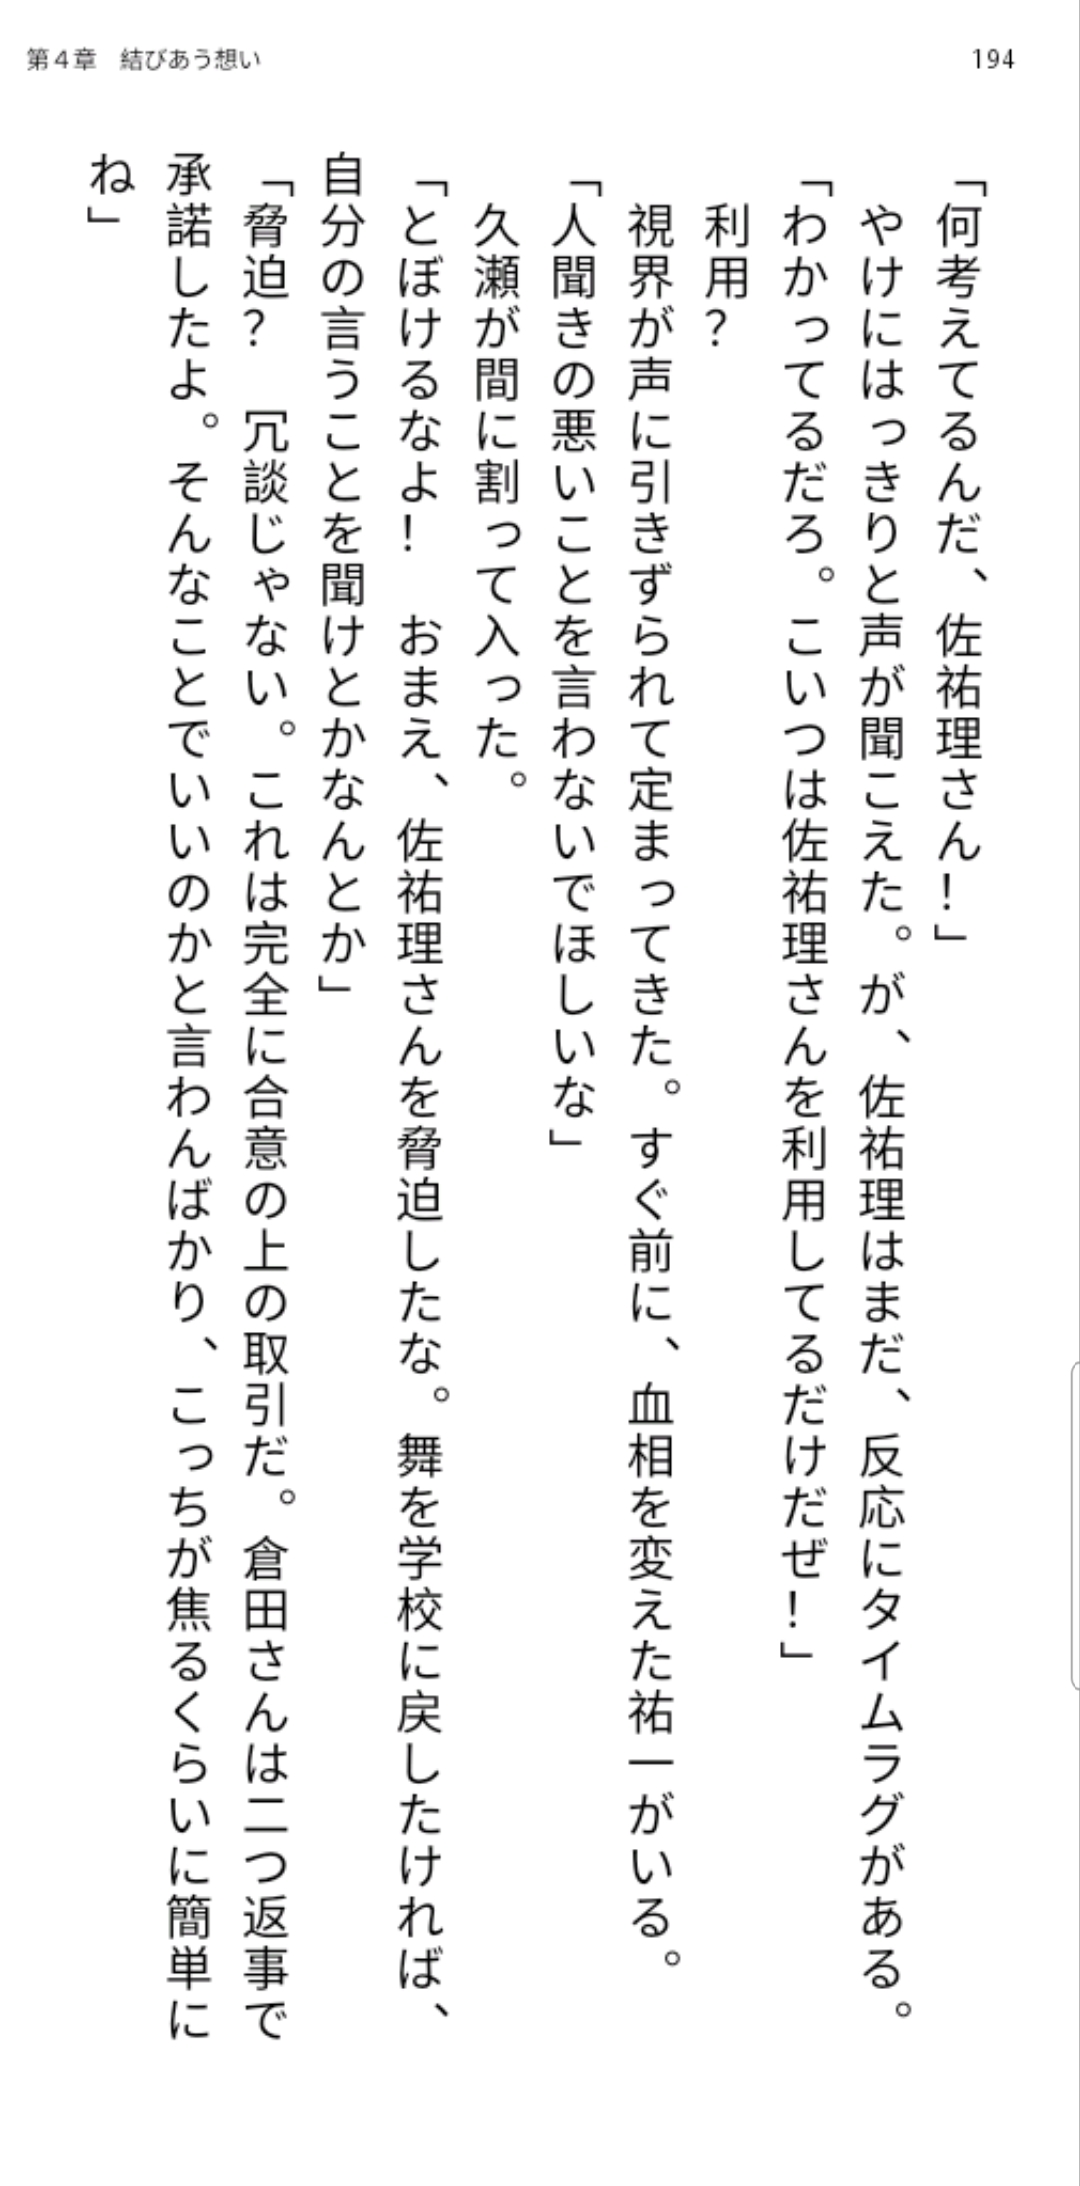 第４章　結びあう想い
194
「何考えてるんだ、佐祐理さん！」
　やけにはっきりと声が聞こえた。が、佐祐理はまだ、反応にタイムラグがある。
「わかってるだろ。こいつは佐祐理さんを利用してるだけだぜ！」
　利用？
　視界が声に引きずられて定まってきた。すぐ前に、血相を変えた祐一がいる。
「人聞きの悪いことを言わないでほしいな」
　久瀬が間に割って入った。
「とぼけるなよ！　おまえ、佐祐理さんを脅迫したな。舞を学校に戻したければ、
自分の言うことを聞けとかなんとか」
「脅迫？　冗談じゃない。これは完全に合意の上の取引だ。倉田さんは二つ返事で
承諾したよ。そんなことでいいのかと言わんばかり、こっちが焦るくらいに簡単に
ね」